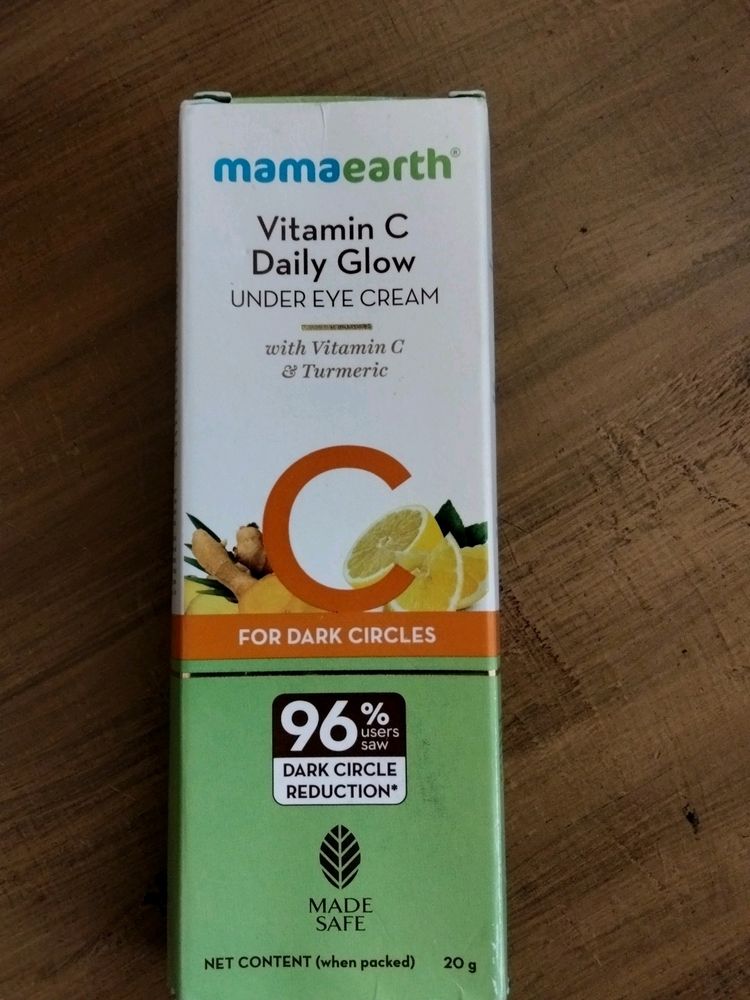 mamaearth®
Vitamin C
Daily Glow
UNDER EYE CREAM
with Vitamin C
& Turmeric
C
FOR DARK CIRCLES
96% users saw
DARK CIRCLE
REDUCTION*
MADE
SAFE
NET CONTENT (when packed) 20 g